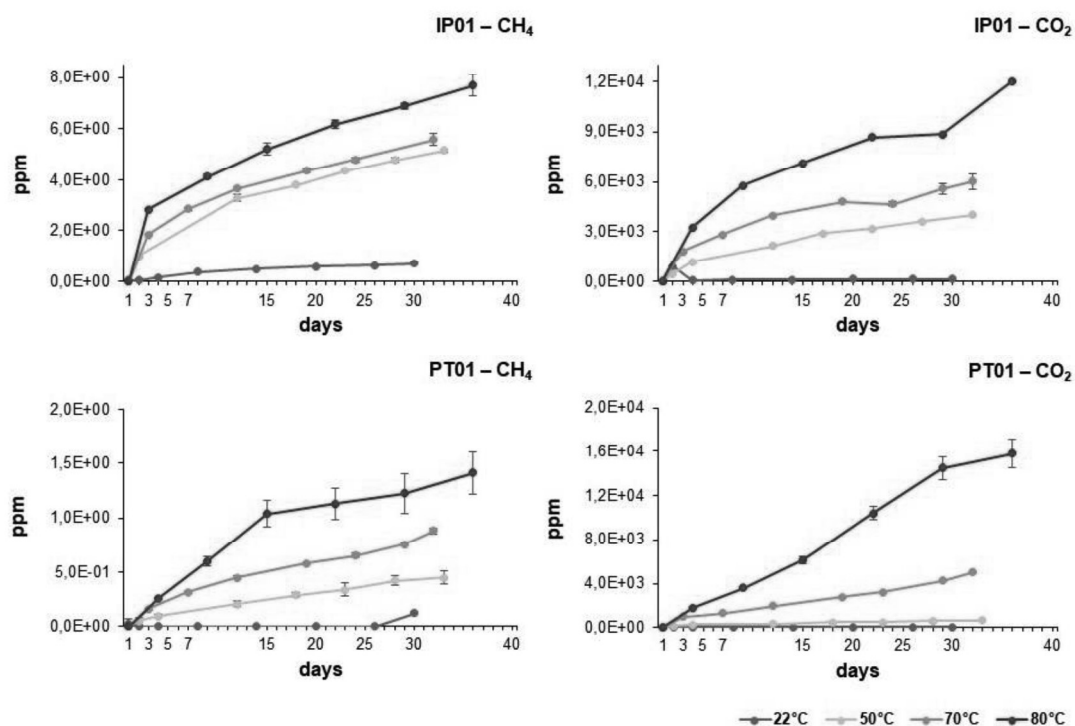 IP01 – CH₄
8,0E+00
6,0E+00
4,0E+00
2,0E+00
0,0E+00
ppm
1 3 5 7 15 20 25 30 40
days
IP01 – CO₂
1,2E+04
9,0E+03
6,0E+03
3,0E+03
0,0E+00
ppm
1 3 5 7 15 20 25 30 40
days
PT01 – CH₄
2,0E+00
1,5E+00
1,0E+00
5,0E-01
0,0E+00
ppm
1 3 5 7 15 20 25 30 40
days
PT01 – CO₂
2,0E+04
1,6E+04
1,2E+04
8,0E+03
4,0E+03
0,0E+00
ppm
1 3 5 7 15 20 25 30 40
days
22°C 50°C 70°C 80°C